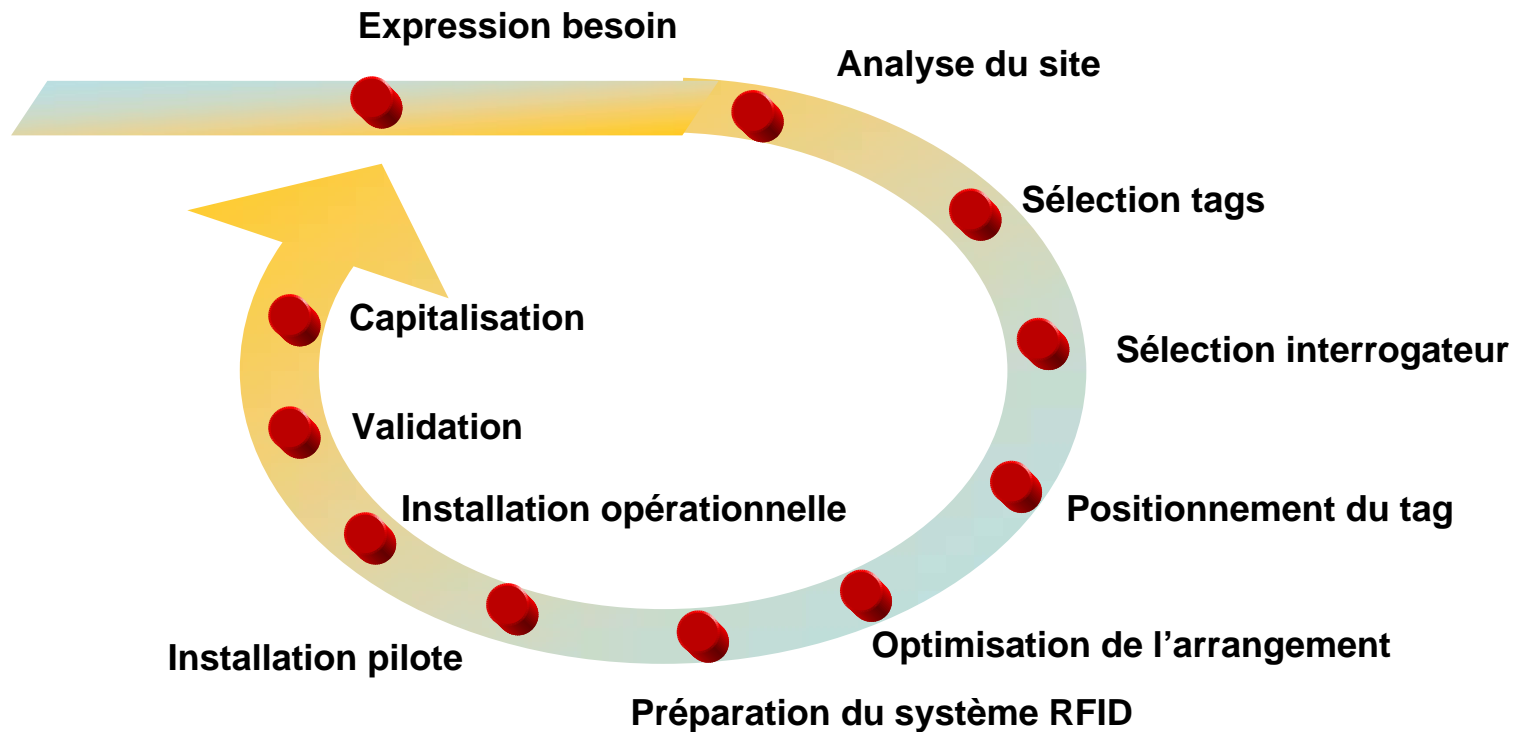 Expression besoin
Analyse du site
Sélection tags
Sélection interrogateur
Positionnement du tag
Optimisation de l’arrangement
Préparation du système RFID
Installation pilote
Installation opérationnelle
Validation
Capitalisation